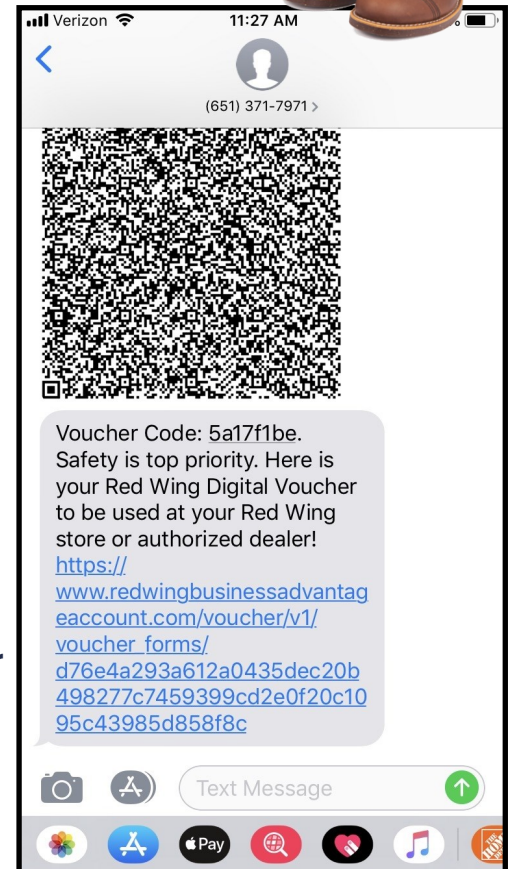 Verizon 11:27 AM
(651) 371-7971 >
Voucher Code: 5a17f1be.
Safety is top priority. Here is
your Red Wing Digital Voucher
to be used at your Red Wing
store or authorized dealer!
https://
www.redwingbusinessadvantag
eaccount.com/voucher/v1/
voucher_forms/
d76e4a293a612a0435dec20b
498277c7459399cd2e0f20c10
95c43985d858f8c
Text Message
Pay
THE
HOM